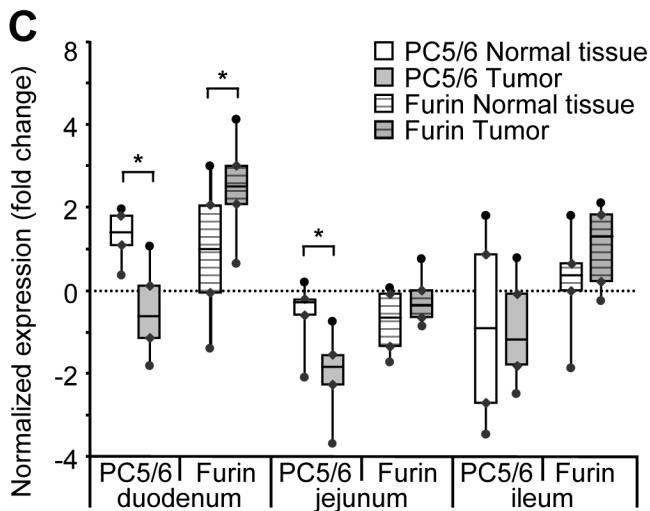 C
Normalized expression (fold change)
8
4
2
0
-2
-4
PC5/6 Normal tissue
PC5/6 Tumor
Furin Normal tissue
Furin Tumor
*
*
*
PC5/6 Furin PC5/6 Furin PC5/6 Furin
duodenum jejunum ileum